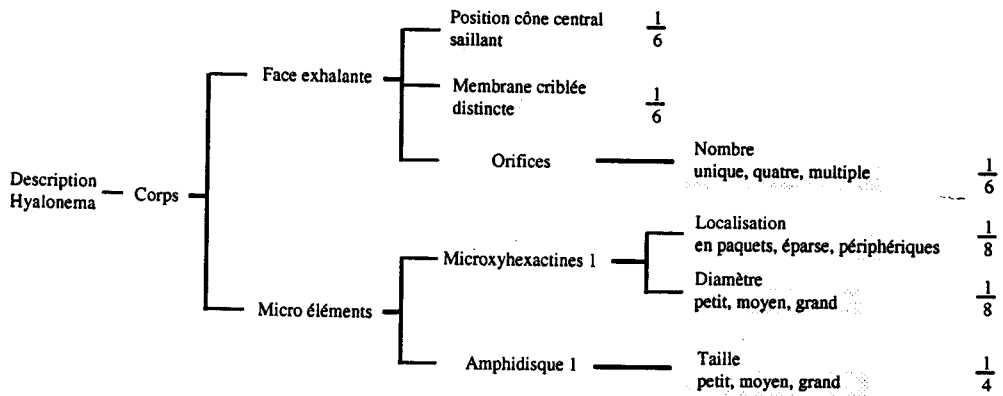 Position cône central
saillant
1
6
Face exhalante
Membrane criblée
distincte
1
6
Orifices
Nombre
unique, quatre, multiple
1
6
Description
Hyalonema
Corps
Localisation
en paquets, éparse, périphériques
1
8
Microxyhexactines 1
Diamètre
petit, moyen, grand
1
8
Micro éléments
Amphidisque 1
Taille
petit, moyen, grand
1
4